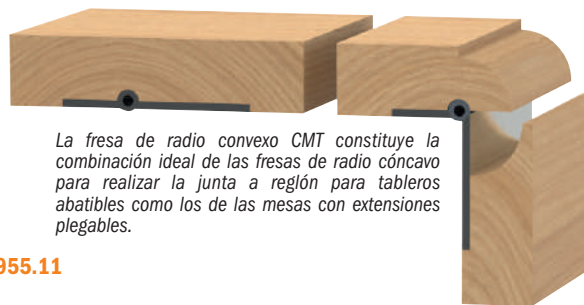 La fresa de radio convexo CMT constituye la
combinación ideal de las fresas de radio cóncavo
para realizar la junta a reglón para tableros
abatibles como los de las mesas con extensiones
plegables.
955.11